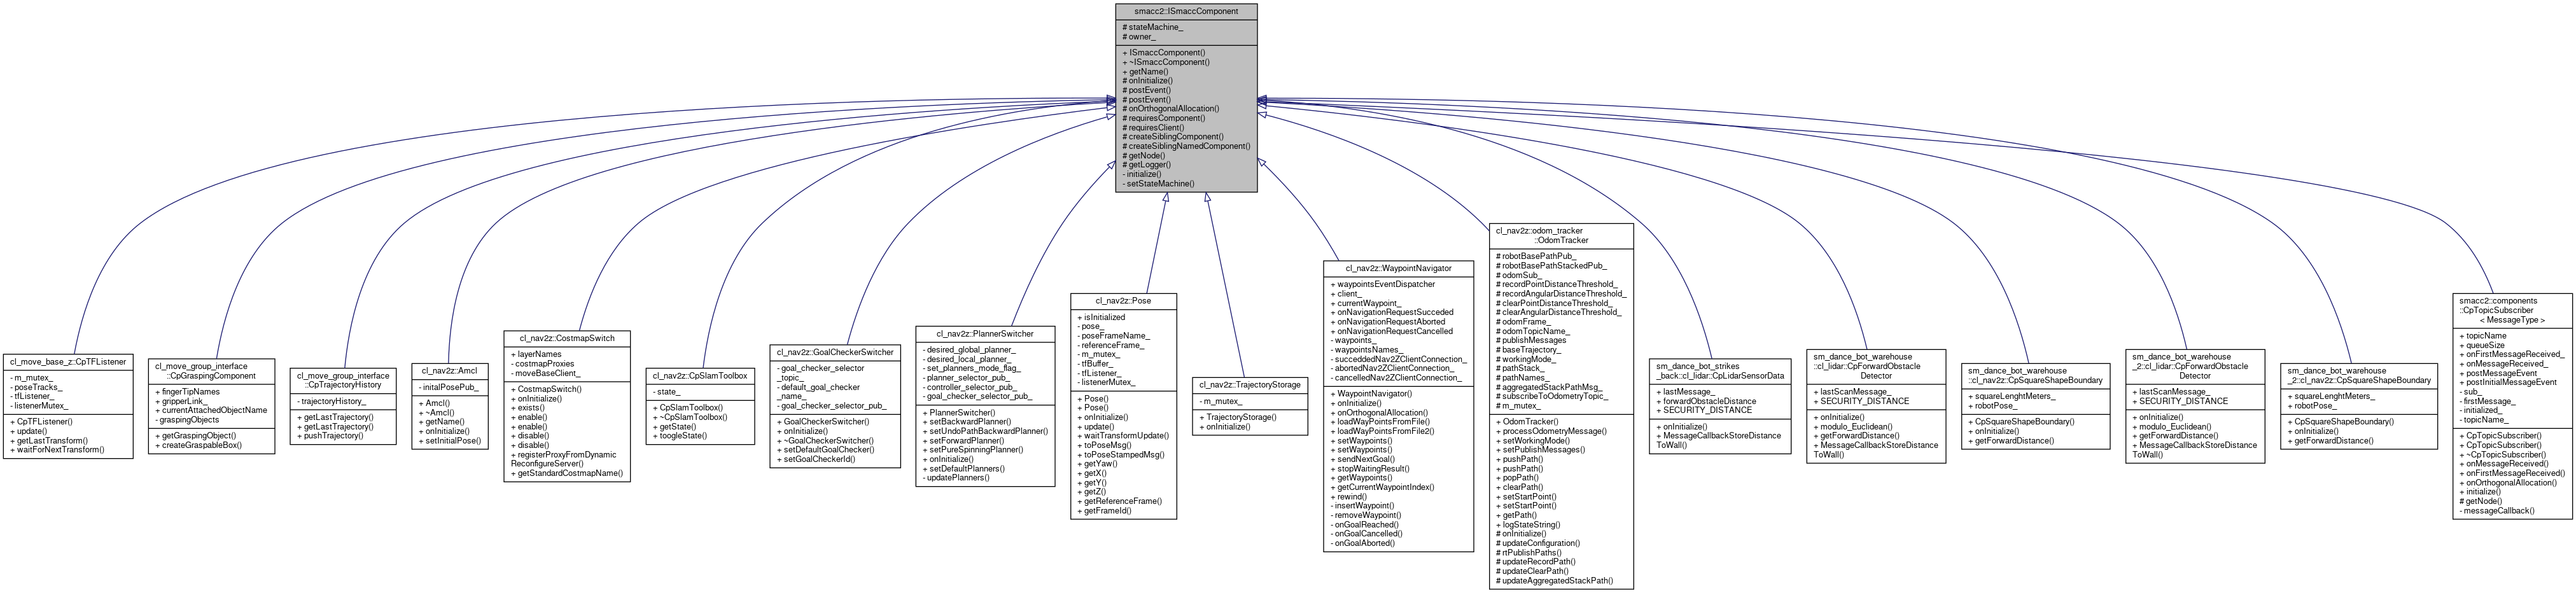 smacc2::ISmaccComponent
# stateMachine_
# owner_
+ ISmaccComponent()
+ ~ISmaccComponent()
+ getName()
# onInitialize()
# postEvent()
# postEvent()
# onOrthogonalAllocation()
# requiresComponent()
# requiresClient()
# createSiblingComponent()
# createSiblingNamedComponent()
# getNode()
# getLogger()
- initialize()
- setStateMachine()
cl_move_base_z::CpTFListener
- m_mutex_
- poseTracks_
- tfListener_
- listenerMutex_
+ CpTFListener()
+ update()
+ getLastTransform()
+ waitForNextTransform()
cl_move_group_interface
::CpGraspingComponent
+ fingerTipNames
+ gripperLink_
+ currentAttachedObjectName
- graspingObjects
+ getGraspingObject()
+ createGraspableBox()
cl_move_group_interface
::CpTrajectoryHistory
- trajectoryHistory_
+ getLastTrajectory()
+ getLastTrajectory()
+ pushTrajectory()
cl_nav2z::Amcl
- initalPosePub_
+ Amcl()
+ ~Amcl()
+ getName()
+ onInitialize()
+ setInitialPose()
cl_nav2z::CostmapSwitch
+ layerNames
- costmapProxies
- moveBaseClient_
+ CostmapSwitch()
+ onInitialize()
+ exists()
+ enable()
+ enable()
+ disable()
+ disable()
+ registerProxyFromDynamic
ReconfigureServer()
+ getStandardCostmapName()
cl_nav2z::CpSlamToolbox
- state_
+ CpSlamToolbox()
+ ~CpSlamToolbox()
+ getState()
+ toogleState()
cl_nav2z::GoalCheckerSwitcher
- goal_checker_selector
_topic_
- default_goal_checker
_name_
- goal_checker_selector_pub_
+ GoalCheckerSwitcher()
+ onInitialize()
+ ~GoalCheckerSwitcher()
+ setDefaultGoalChecker()
+ setGoalCheckerId()
cl_nav2z::PlannerSwitcher
- desired_global_planner_
- desired_local_planner_
- set_planners_mode_flag_
- planner_selector_pub_
- controller_selector_pub_
- goal_checker_selector_pub_
+ PlannerSwitcher()
+ setBackwardPlanner()
+ setUndoPathBackwardPlanner()
+ setForwardPlanner()
+ setPureSpinningPlanner()
+ onInitialize()
+ setDefaultPlanners()
- updatePlanners()
cl_nav2z::Pose
+ isInitialized
- pose_
- poseFrameName_
- referenceFrame_
- m_mutex_
- tfBuffer_
- tfListener_
- listenerMutex_
+ Pose()
+ Pose()
+ onInitialize()
+ update()
+ waitTransformUpdate()
+ toPoseMsg()
+ toPoseStampedMsg()
+ getYaw()
+ getX()
+ getY()
+ getZ()
+ getReferenceFrame()
+ getFrameId()
cl_nav2z::TrajectoryStorage
- m_mutex_
+ TrajectoryStorage()
+ onInitialize()
cl_nav2z::WaypointNavigator
+ waypointsEventDispatcher
+ client_
+ currentWaypoint_
+ onNavigationRequestSucceded
+ onNavigationRequestAborted
+ onNavigationRequestCancelled
- waypoints_
- waypointsNames_
- succeddedNav2ZClientConnection_
- abortedNav2ZClientConnection_
- cancelledNav2ZClientConnection_
+ WaypointNavigator()
+ onInitialize()
+ onOrthogonalAllocation()
+ loadWayPointsFromFile()
+ loadWayPointsFromFile2()
+ setWaypoints()
+ setWaypoints()
+ sendNextGoal()
+ stopWaitingResult()
+ getWaypoints()
+ getCurrentWaypointIndex()
+ rewind()
- insertWaypoint()
- removeWaypoint()
- onGoalReached()
- onGoalCancelled()
- onGoalAborted()
cl_nav2z::odom_tracker
::OdomTracker
# robotBasePathPub_
# robotBasePathStackedPub_
# odomSub_
# recordPointDistanceThreshold_
# recordAngularDistanceThreshold_
# clearPointDistanceThreshold_
# clearAngularDistanceThreshold_
# odomFrame_
# odomTopicName_
# publishMessages
# baseTrajectory_
# workingMode_
# pathStack_
# pathNames_
# aggregatedStackPathMsg_
# subscribeToOdometryTopic_
# m_mutex_
+ OdomTracker()
+ processOdometryMessage()
+ setWorkingMode()
+ setPublishMessages()
+ pushPath()
+ pushPath()
+ popPath()
+ clearPath()
+ setStartPoint()
+ setStartPoint()
+ getPath()
+ logStateString()
# onInitialize()
# updateConfiguration()
# rtPublishPaths()
# updateRecordPath()
# updateClearPath()
# updateAggregatedStackPath()
sm_dance_bot_strikes
_back::cl_lidar::CpLidarSensorData
+ lastMessage_
+ forwardObstacleDistance
+ SECURITY_DISTANCE
+ onInitialize()
+ MessageCallbackStoreDistance
ToWall()
sm_dance_bot_warehouse
::cl_lidar::CpForwardObstacle
Detector
+ lastScanMessage_
+ SECURITY_DISTANCE
+ onInitialize()
+ modulo_Euclidean()
+ getForwardDistance()
+ MessageCallbackStoreDistance
ToWall()
sm_dance_bot_warehouse
::cl_nav2z::CpSquareShapeBoundary
+ squareLenghtMeters_
+ robotPose_
+ CpSquareShapeBoundary()
+ onInitialize()
+ getForwardDistance()
sm_dance_bot_warehouse
_2::cl_lidar::CpForwardObstacle
Detector
+ lastScanMessage_
+ SECURITY_DISTANCE
+ onInitialize()
+ modulo_Euclidean()
+ getForwardDistance()
+ MessageCallbackStoreDistance
ToWall()
sm_dance_bot_warehouse
_2::cl_nav2z::CpSquareShapeBoundary
+ squareLenghtMeters_
+ robotPose_
+ CpSquareShapeBoundary()
+ onInitialize()
+ getForwardDistance()
smacc2::components
::CpTopicSubscriber
< MessageType >
+ topicName
+ queueSize
+ onFirstMessageReceived_
+ onMessageReceived_
+ postMessageEvent
+ postInitialMessageEvent
- sub_
- firstMessage_
- initialized_
- topicName_
+ CpTopicSubscriber()
+ CpTopicSubscriber()
+ ~CpTopicSubscriber()
+ onMessageReceived()
+ onFirstMessageReceived()
+ onOrthogonalAllocation()
+ initialize()
# getNode()
- messageCallback()